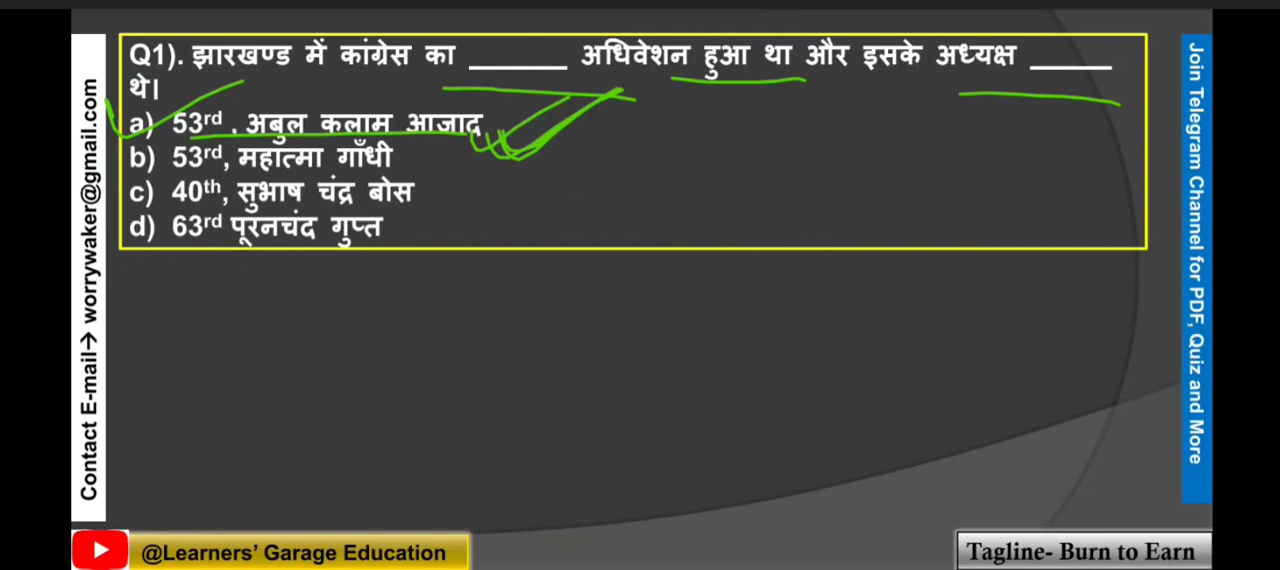 Q1). झारखण्ड में कांग्रेस का ______ अधिवेशन हुआ था और इसके अध्यक्ष _____
थे।
a) 53rd , अबुल कलाम आजाद
b) 53rd, महात्मा गाँधी
c) 40th, सुभाष चंद्र बोस
d) 63rd पूरनचंद गुप्त
Contact E-mail→ worrywaker@gmail.com
Join Telegram Channel for PDF, Quiz and More
@Learners’ Garage Education
Tagline- Burn to Earn